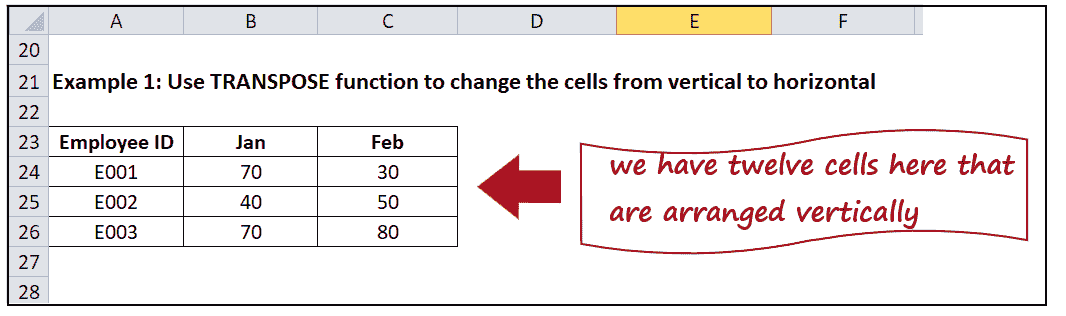 A B C D E F
20
21 Example 1: Use TRANSPOSE function to change the cells from vertical to horizontal
22
23 Employee ID Jan Feb
24 E001 70 30
25 E002 40 50
26 E003 70 80
27
28
we have twelve cells here that
are arranged vertically